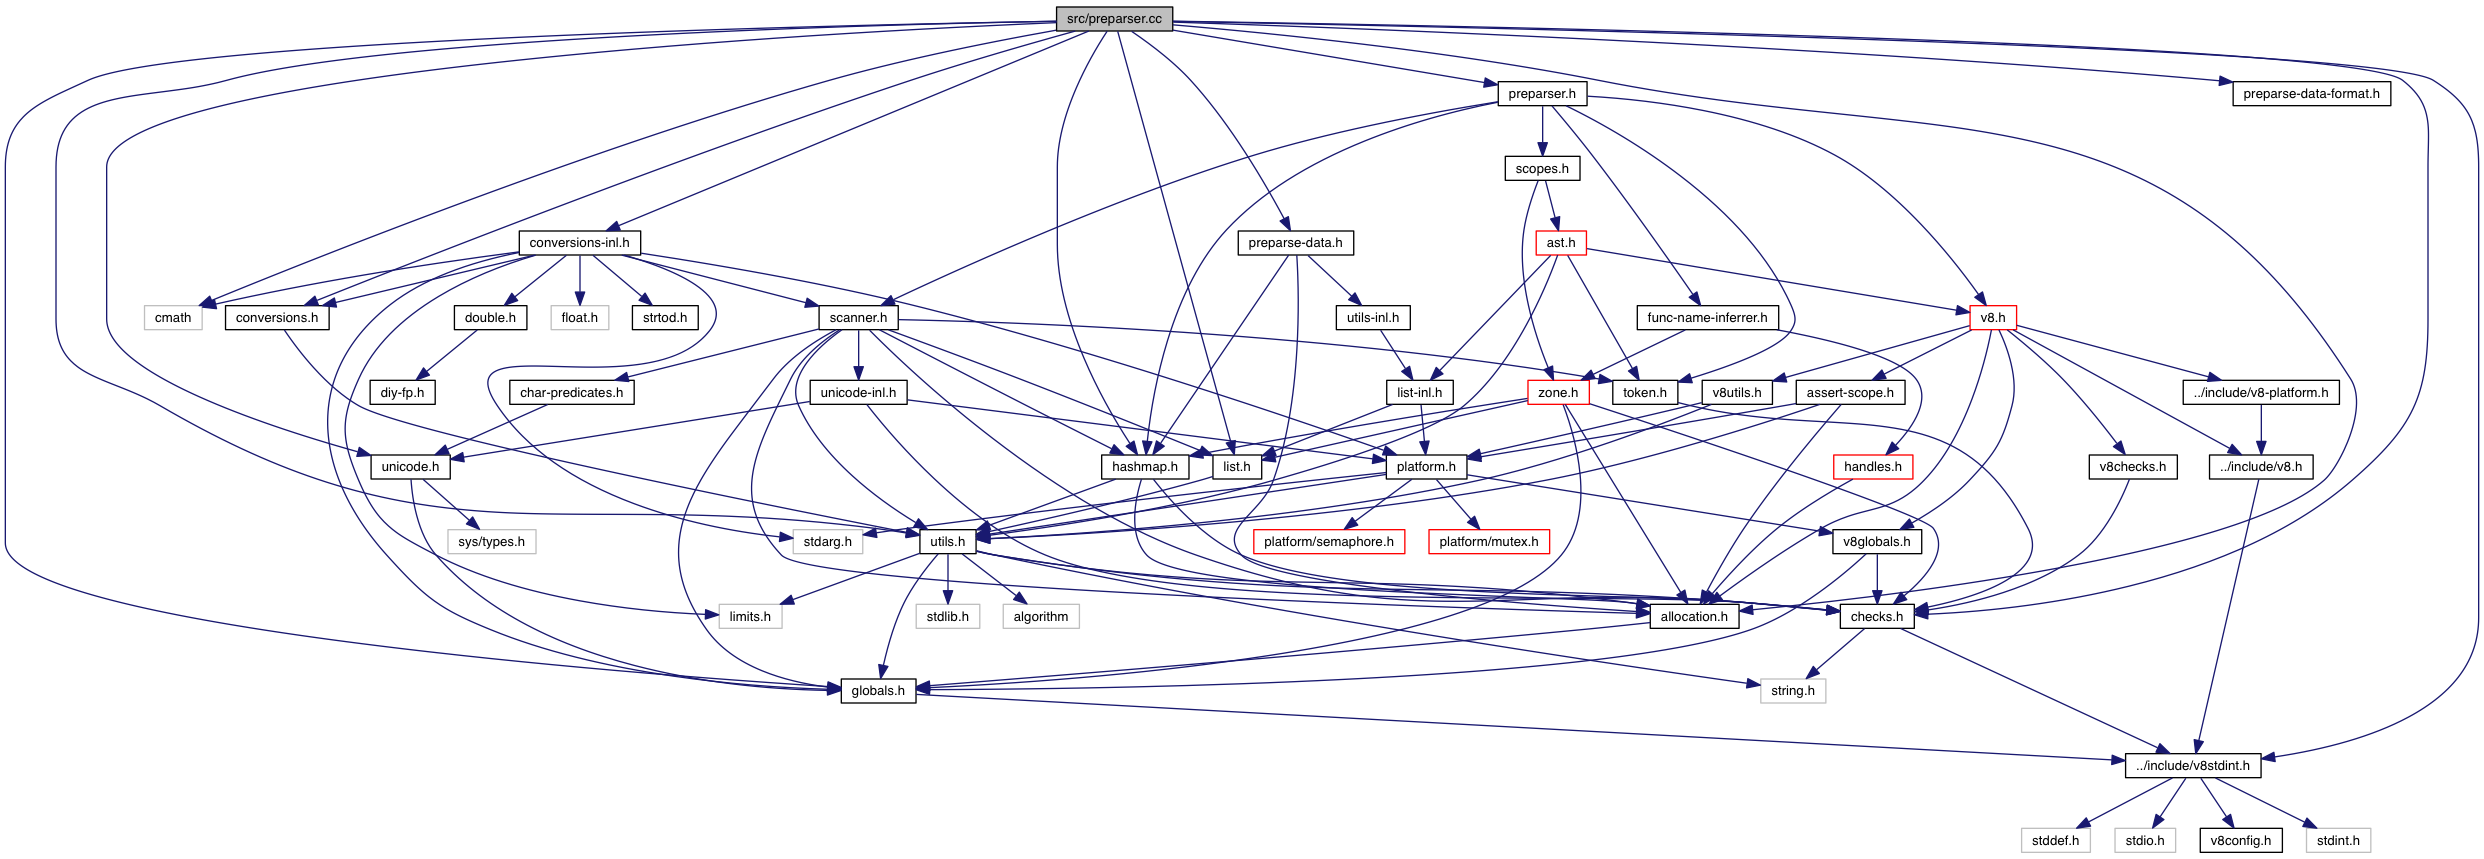 src/preparser.cc
preparser.h
preparse-data-format.h
scopes.h
conversions-inl.h
preparse-data.h
ast.h
cmath
conversions.h
double.h
float.h
strtod.h
scanner.h
utils-inl.h
func-name-inferrer.h
v8.h
diy-fp.h
char-predicates.h
unicode-inl.h
list-inl.h
zone.h
token.h
v8utils.h
assert-scope.h
../include/v8-platform.h
unicode.h
hashmap.h
list.h
platform.h
handles.h
v8checks.h
../include/v8.h
sys/types.h
stdarg.h
utils.h
platform/semaphore.h
platform/mutex.h
v8globals.h
limits.h
stdlib.h
algorithm
allocation.h
checks.h
globals.h
string.h
../include/v8stdint.h
stddef.h
stdio.h
v8config.h
stdint.h